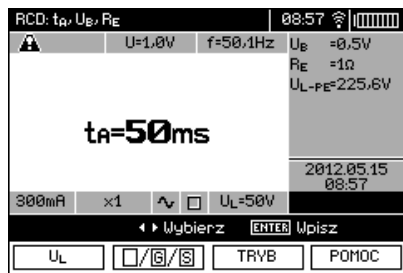 RCD: tA, UB, RE 08:57
U=1,0V f=50,1Hz
UB =0,5V
RE =1Ω
UL-PE=225,6V
tA=50ms
2012.05.15
08:57
300mA x1 UL=50V
Wybierz ENTER Wpisz
UL □/G/S TRYB POMOC